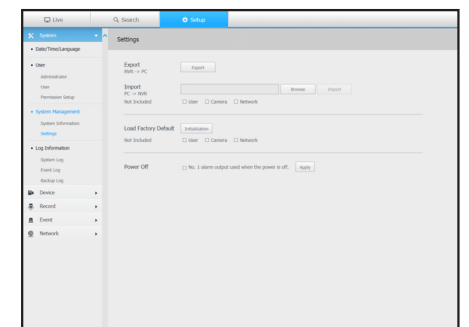 Live
Search
Setup
System
Date/Time/Language
User
Administrator
User
Permission Setup
System Management
System Information
Settings
Log Information
System Log
Event Log
Backup Log
Device
Record
Event
Network
Settings
Export
NVR -> PC
Export
Import
PC -> NVR
Browse
Import
Not Included
User
Camera
Network
Load Factory Default
Initialization
Not Included
User
Camera
Network
Power Off
No. 1 alarm output used when the power is off.
Apply